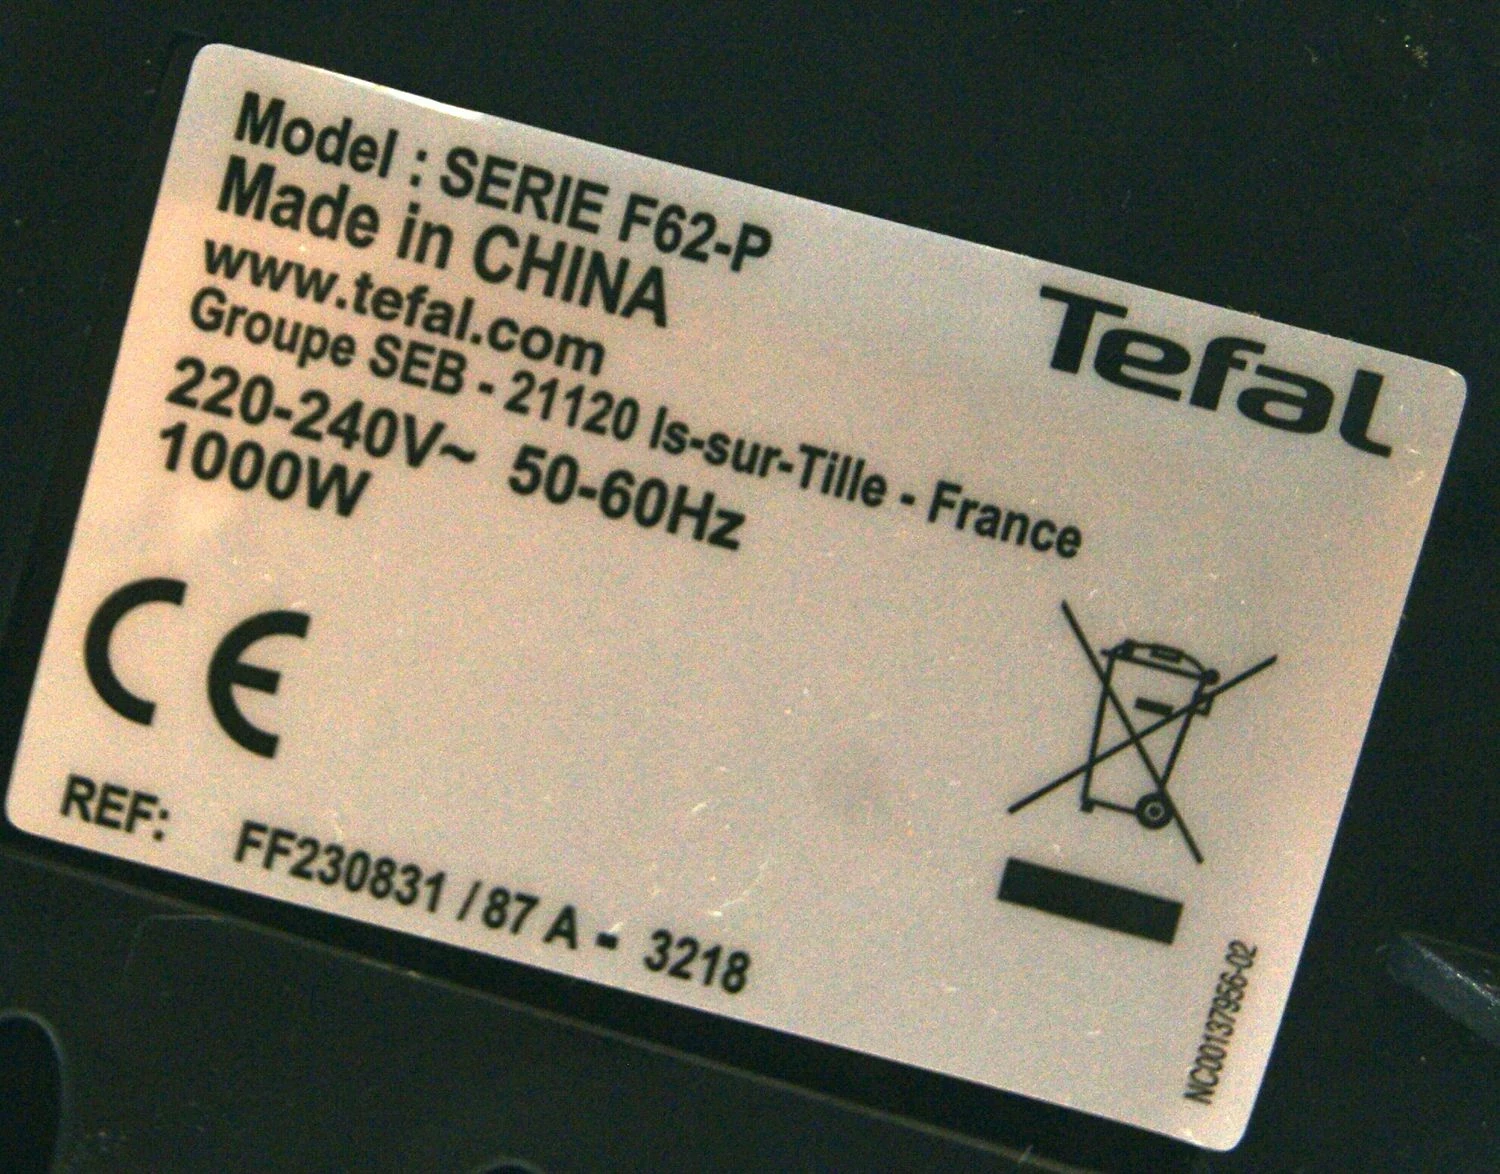 Model : SERIE F62-P
Made in CHINA
www.tefal.com
Groupe SEB - 21120 Is-sur-Tille - France
220-240V~ 50-60Hz
1000W
Tefal
CE
REF: FF230831 / 87 A - 3218
NC00137956-02